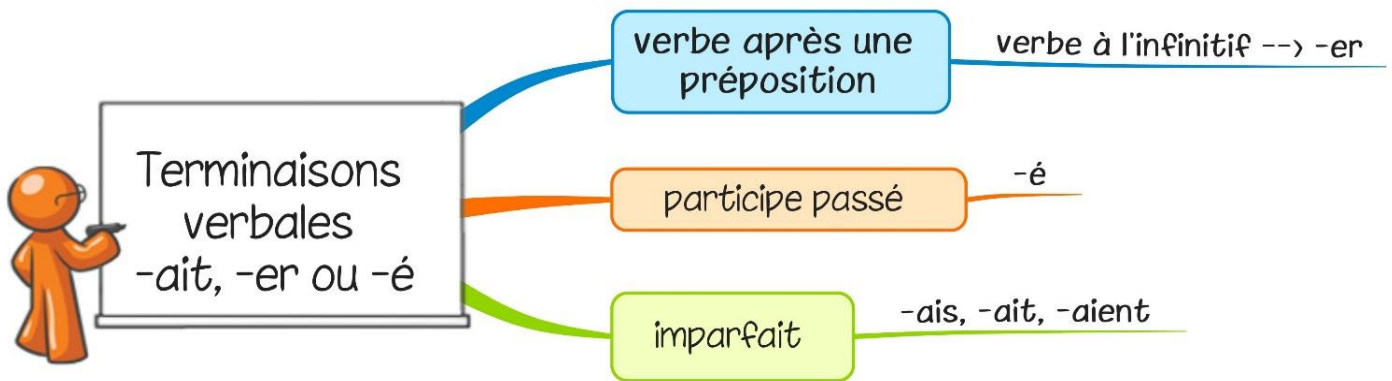 Terminaisons
verbales
-ait, -er ou -é
verbe après une
préposition
verbe à l'infinitif --> -er
participe passé
-é
imparfait
-ais, -ait, -aient